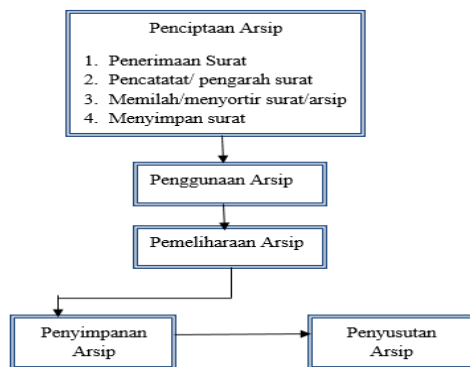 Penciptaan Arsip
1. Penerimaan Surat
2. Pencatatat/ pengarah surat
3. Memilah/menyortir surat/arsip
4. Menyimpan surat
Penggunaan Arsip
Pemeliharaan Arsip
Penyimpanan
Arsip
Penyusutan
Arsip